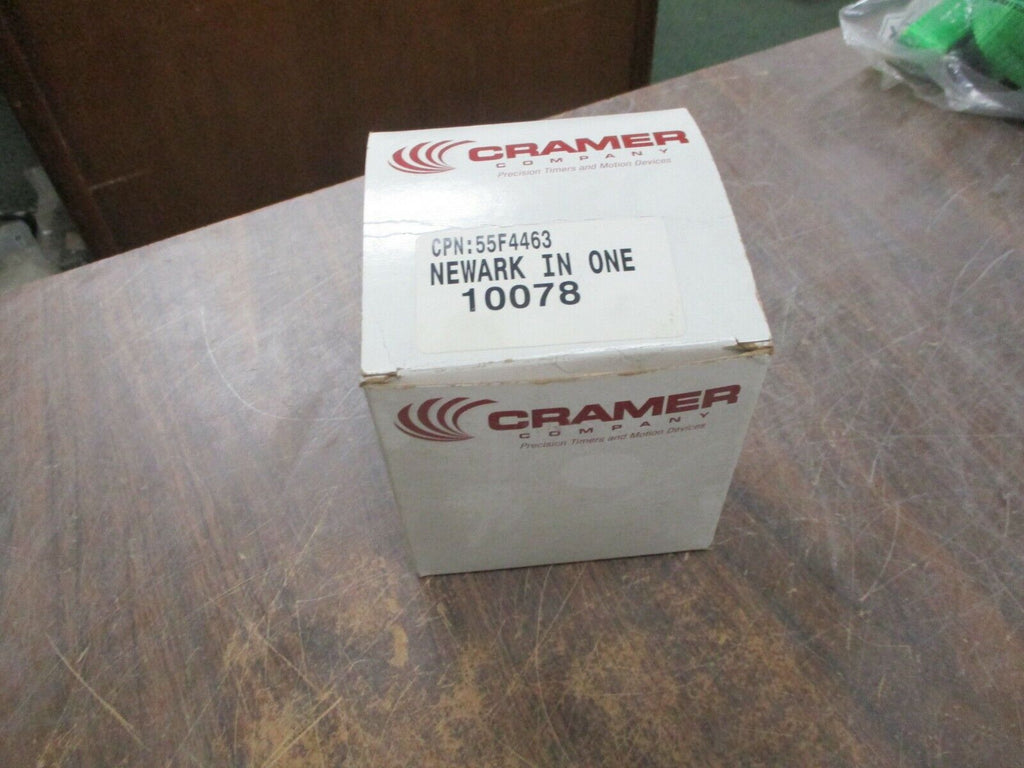 CRAMER
COMPANY
Precision Timers and Motion Devices
CPN:55F4463
NEWARK IN ONE
10078
CRAMER
COMPANY
Precision Timers and Motion Devices